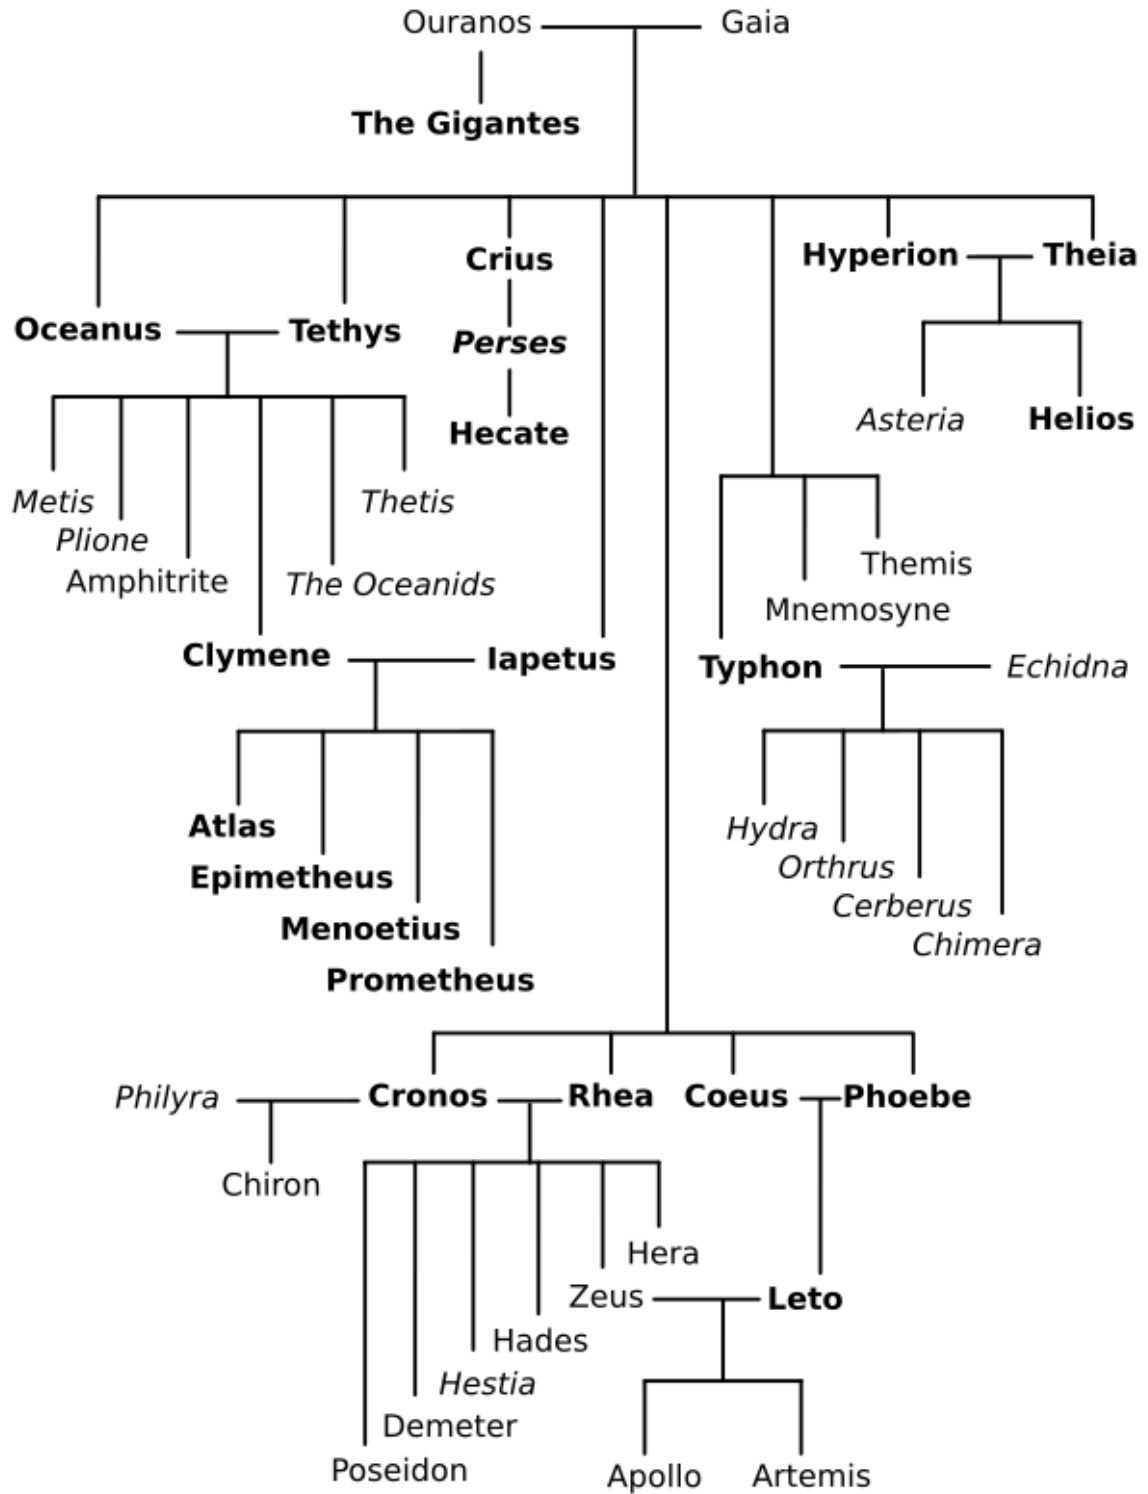 Ouranos Gaia
The Gigantes
Crius Hyperion Theia
Oceanus Tethys Perses
Asteria Helios
Hecate
Metis Thetis
Plione
Amphitrite The Oceanids Themis
Mnemosyne
Clymene Iapetus Typhon Echidna
Atlas Hydra
Epimetheus Orthrus
Menoetius Cerberus
Prometheus Chimera
Philyra Cronos Rhea Coeus Phoebe
Chiron
Hera
Zeus Leto
Hades
Hestia
Demeter
Poseidon Apollo Artemis